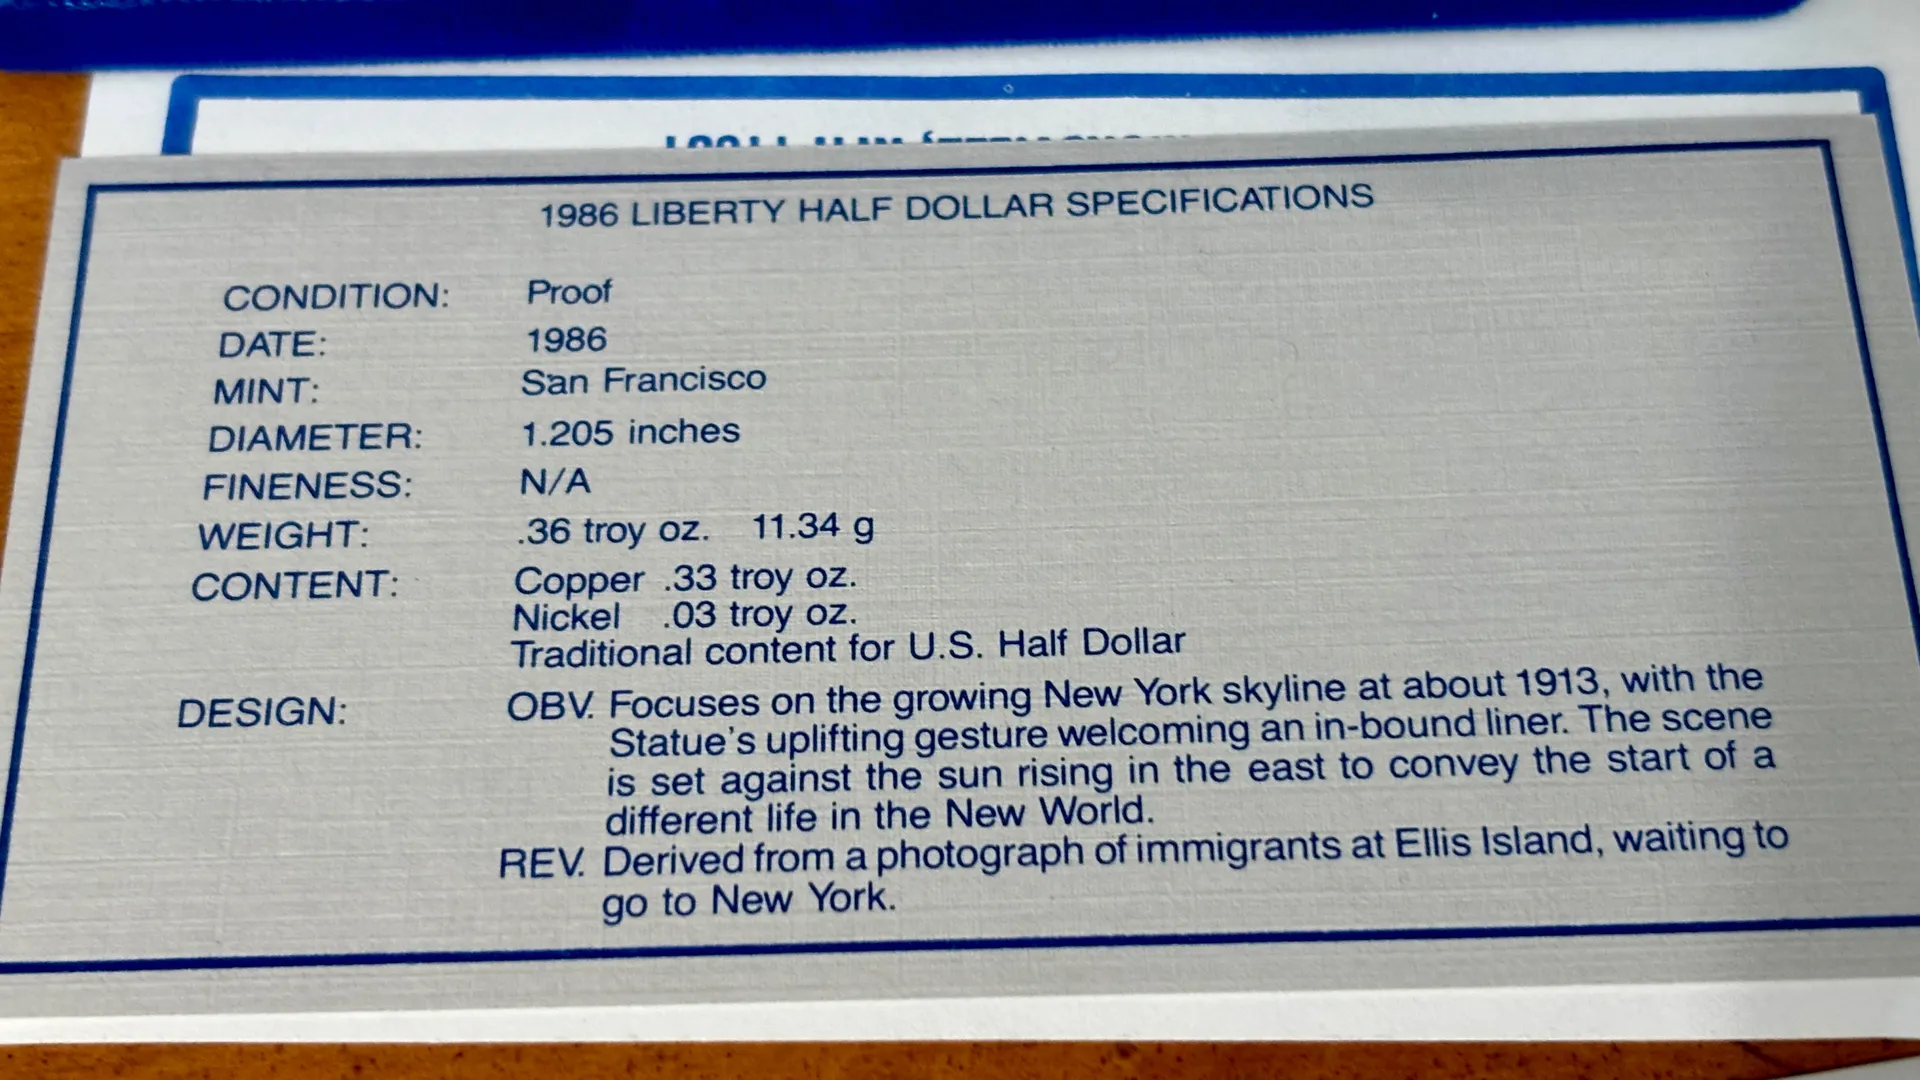 1986 LIBERTY HALF DOLLAR SPECIFICATIONS
CONDITION: Proof
DATE: 1986
MINT: San Francisco
DIAMETER: 1.205 inches
FINENESS: N/A
WEIGHT: .36 troy oz. 11.34 g
CONTENT: Copper .33 troy oz.
Nickel .03 troy oz.
Traditional content for U.S. Half Dollar
DESIGN: OBV. Focuses on the growing New York skyline at about 1913, with the
Statue's uplifting gesture welcoming an in-bound liner. The scene
is set against the sun rising in the east to convey the start of a
different life in the New World.
REV. Derived from a photograph of immigrants at Ellis Island, waiting to
go to New York.